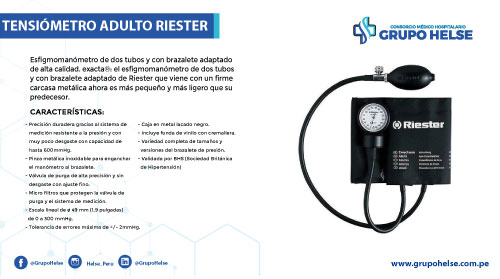 TENSIÓMETRO ADULTO RIESTER
CONSORCIO MÉDICO HOSPITALARIO
GRUPO HELSE
Esfigmomanómetro de dos tubos y con brazalete adaptado
de alta calidad. exacta®: el esfigmomanómetro de dos tubos
y con brazalete adaptado de Riester que viene con un firme
carcasa metálica ahora es más pequeño y más ligero que su
predecesor.
CARACTERÍSTICAS:
- Precisión duradera gracias al sistema de
medición resistente a la presión y con
muy poco desgaste con capacidad de
hasta 600 mmHg.
- Pinza metálica inoxidable para enganchar
el manómetro al brazalete.
- Válvula de purga de alta precisión y sin
desgaste con ajuste fino.
- Micro filtros que protegen la válvula de
purga y el sistema de medición.
- Escala lineal de ø 49 mm (1,9 pulgadas)
de 0 a 300 mmHg.
- Tolerancia de errores máxima de +/- 2mmHg.
- Caja en metal lacado negro.
- Incluye funda de vinilo con cremallera.
- Variedad completa de tamaños y
versiones del brazalete de presión.
- Validada por BHS (Sociedad Británica
de Hipertensión)
Riester
@GrupoHelse
Helse, Peru
@GrupoHelse
www.grupohelse.com.pe